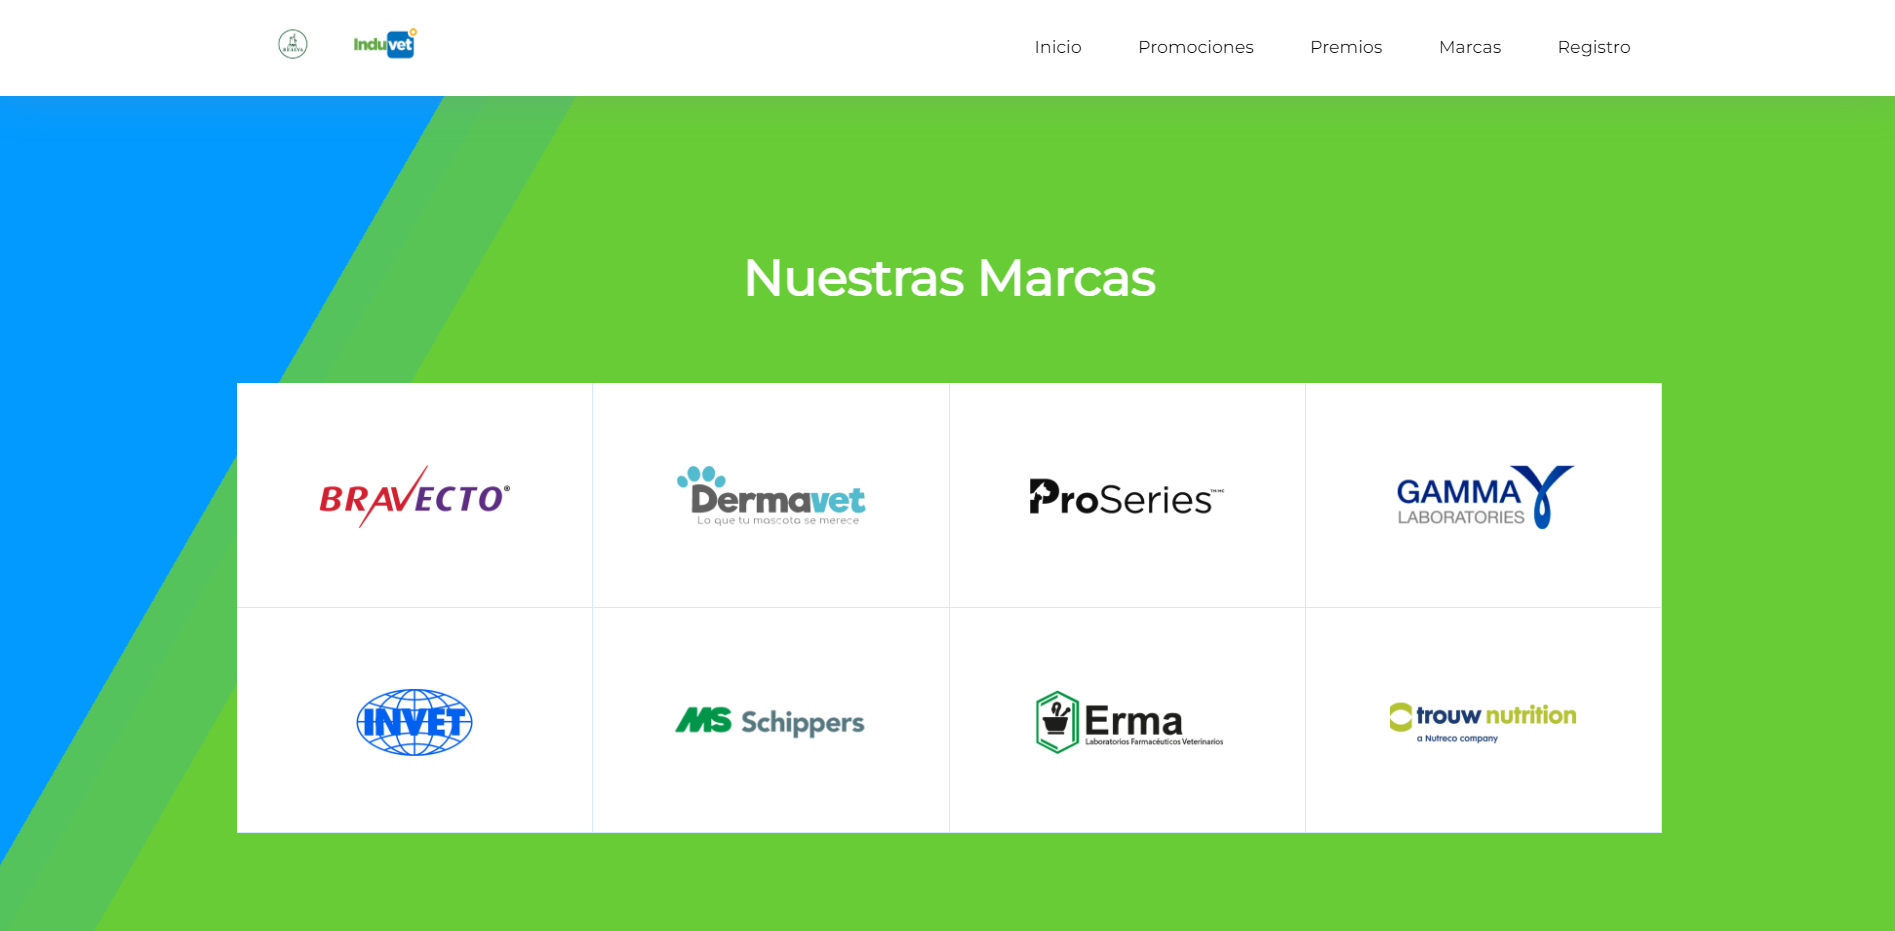 Induvet
Inicio Promociones Premios Marcas Registro
Nuestras Marcas
BRAVECTO®
Dermavet
Lo que tu mascota se merece
ProSeries™MC
GAMMA
LABORATORIES
INVET
MS Schippers
Erma
Laboratorios Farmacéuticos Veterinarios
trouw nutrition
a Nutreco company